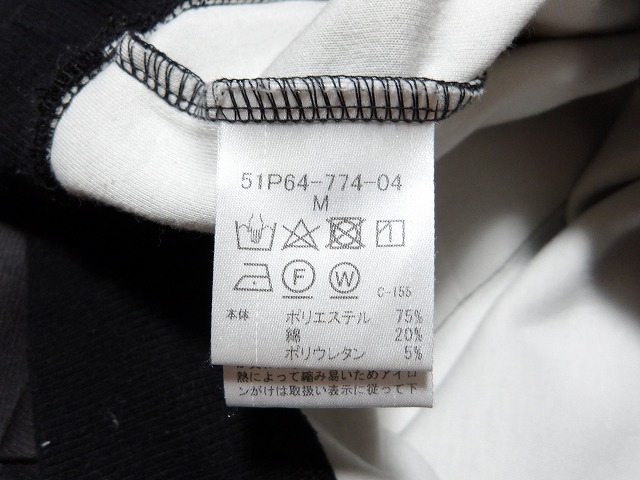 51P64-774-04
M
F W
C-155
本体 ポリエステル 75%
綿 20%
ポリウレタン 5%
熱によって縮み易いためアイロ
ンがけは取扱い表示に従って下